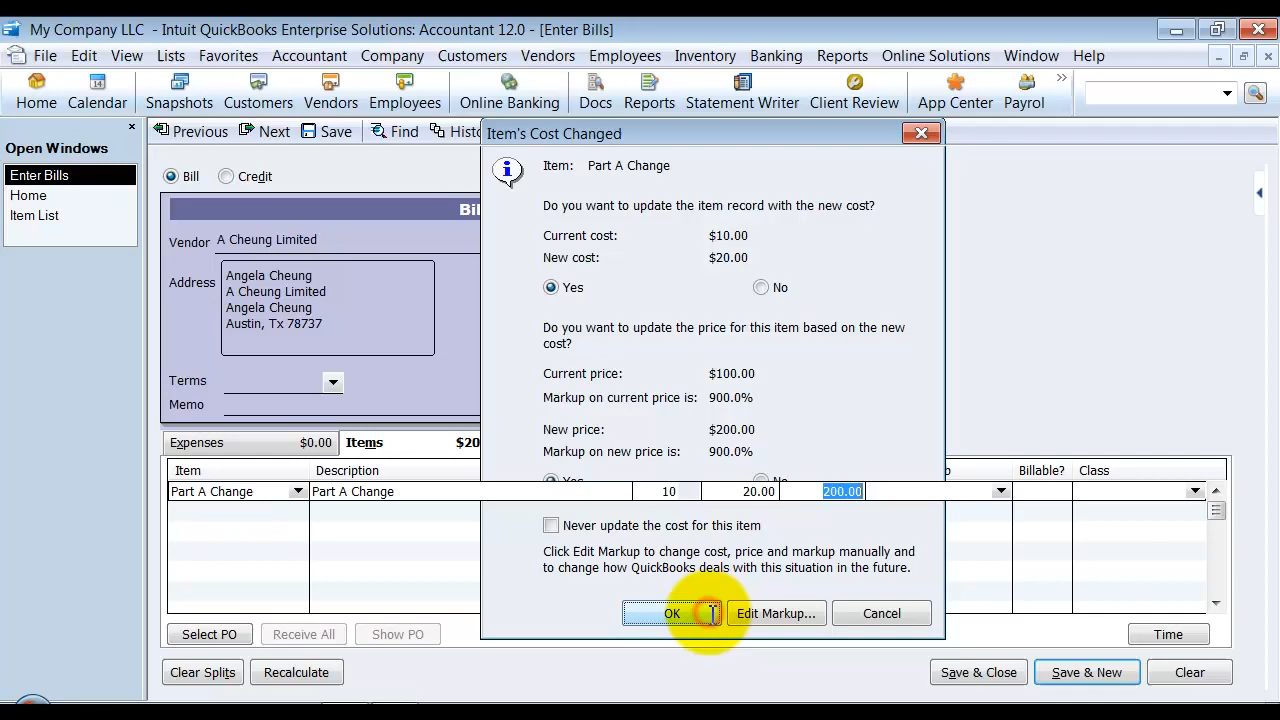 My Company LLC - Intuit QuickBooks Enterprise Solutions: Accountant 12.0 - [Enter Bills]
File Edit View Lists Favorites Accountant Company Customers Vendors Employees Inventory Banking Reports Online Solutions Window Help
Home Calendar Snapshots Customers Vendors Employees Online Banking Docs Reports Statement Writer Client Review App Center Payroll
Previous Next Save Find Histo
Open Windows
Enter Bills
Home
Item List
Bill Credit
Bil
Vendor A Cheung Limited
Address
Angela Cheung
A Cheung Limited
Angela Cheung
Austin, Tx 78737
Terms
Memo
Item's Cost Changed
Item: Part A Change
Do you want to update the item record with the new cost?
Current cost: $10.00
New cost: $20.00
Yes No
Do you want to update the price for this item based on the new
cost?
Current price: $100.00
Markup on current price is: 900.0%
New price: $200.00
Markup on new price is: 900.0%
Yes No
Expenses $0.00 Items $20
Item Description Billable? Class
Part A Change Part A Change 10 20.00 200.00
Never update the cost for this item
Click Edit Markup to change cost, price and markup manually and
to change how QuickBooks deals with this situation in the future.
OK Edit Markup... Cancel
Select PO Receive All Show PO Time
Clear Splits Recalculate Save & Close Save & New Clear